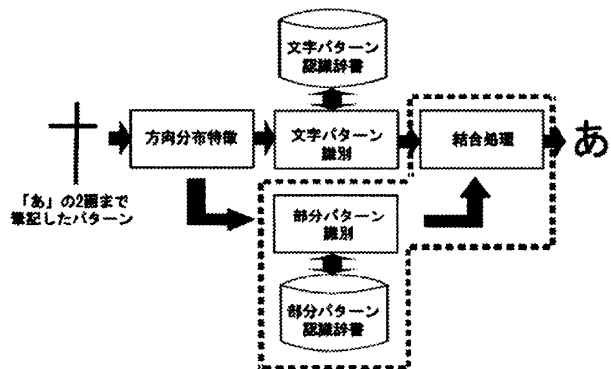 文字パターン
認識辞書
方向分布特徴
文字パターン
識別
結合処理
あ
「あ」の2画まで
筆記したパターン
部分パターン
識別
部分パターン
認識辞書